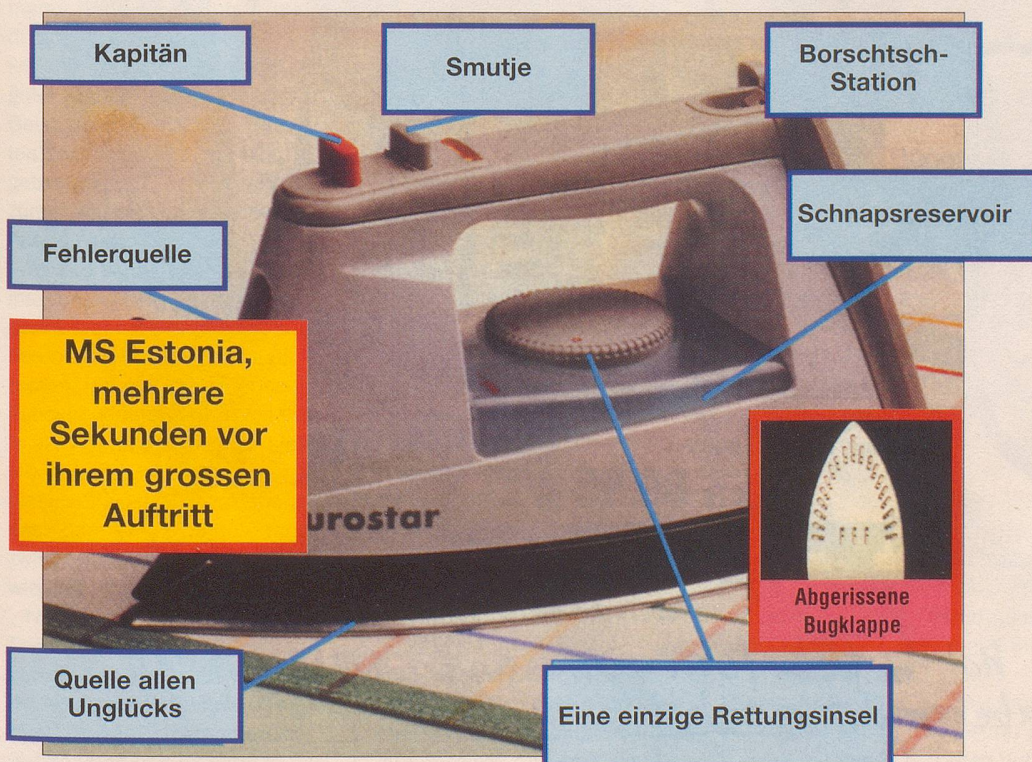 Kapitän
Smutje
Borschtsch-
Station
Schnapsreservoir
Fehlerquelle
MS Estonia,
mehrere
Sekunden vor
ihrem grossen
Auftritt
urostar
Abgerissene
Bugklappe
Quelle allen
Unglücks
Eine einzige Rettungsinsel